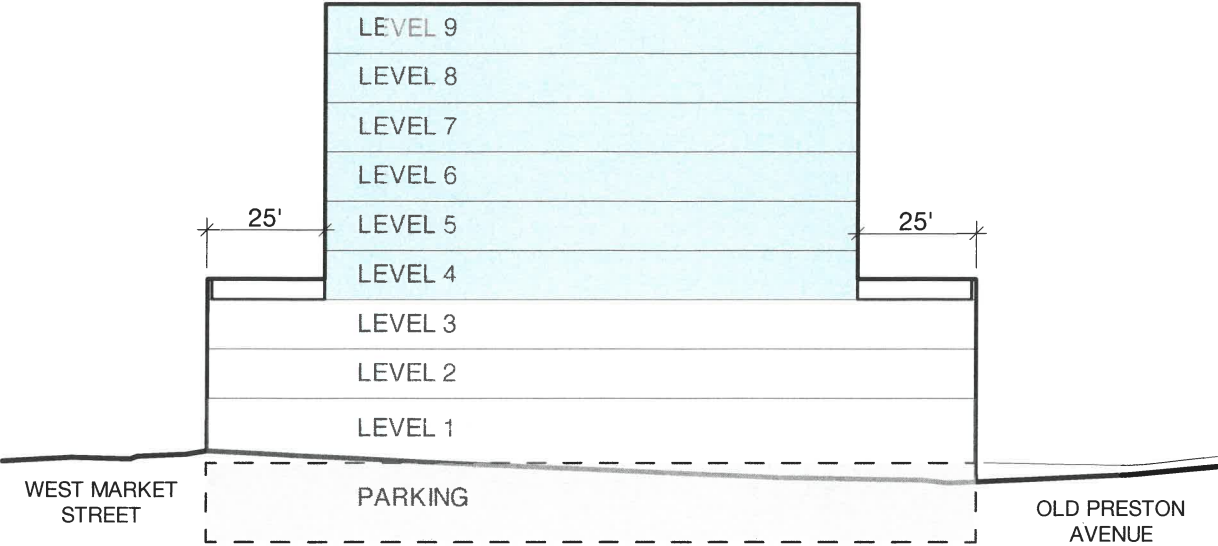 LEVEL 9
LEVEL 8
LEVEL 7
LEVEL 6
25'
25'
LEVEL 5
LEVEL 4
LEVEL 3
LEVEL 2
LEVEL 1
PARKING
WEST MARKET
STREET
OLD PRESTON
AVENUE